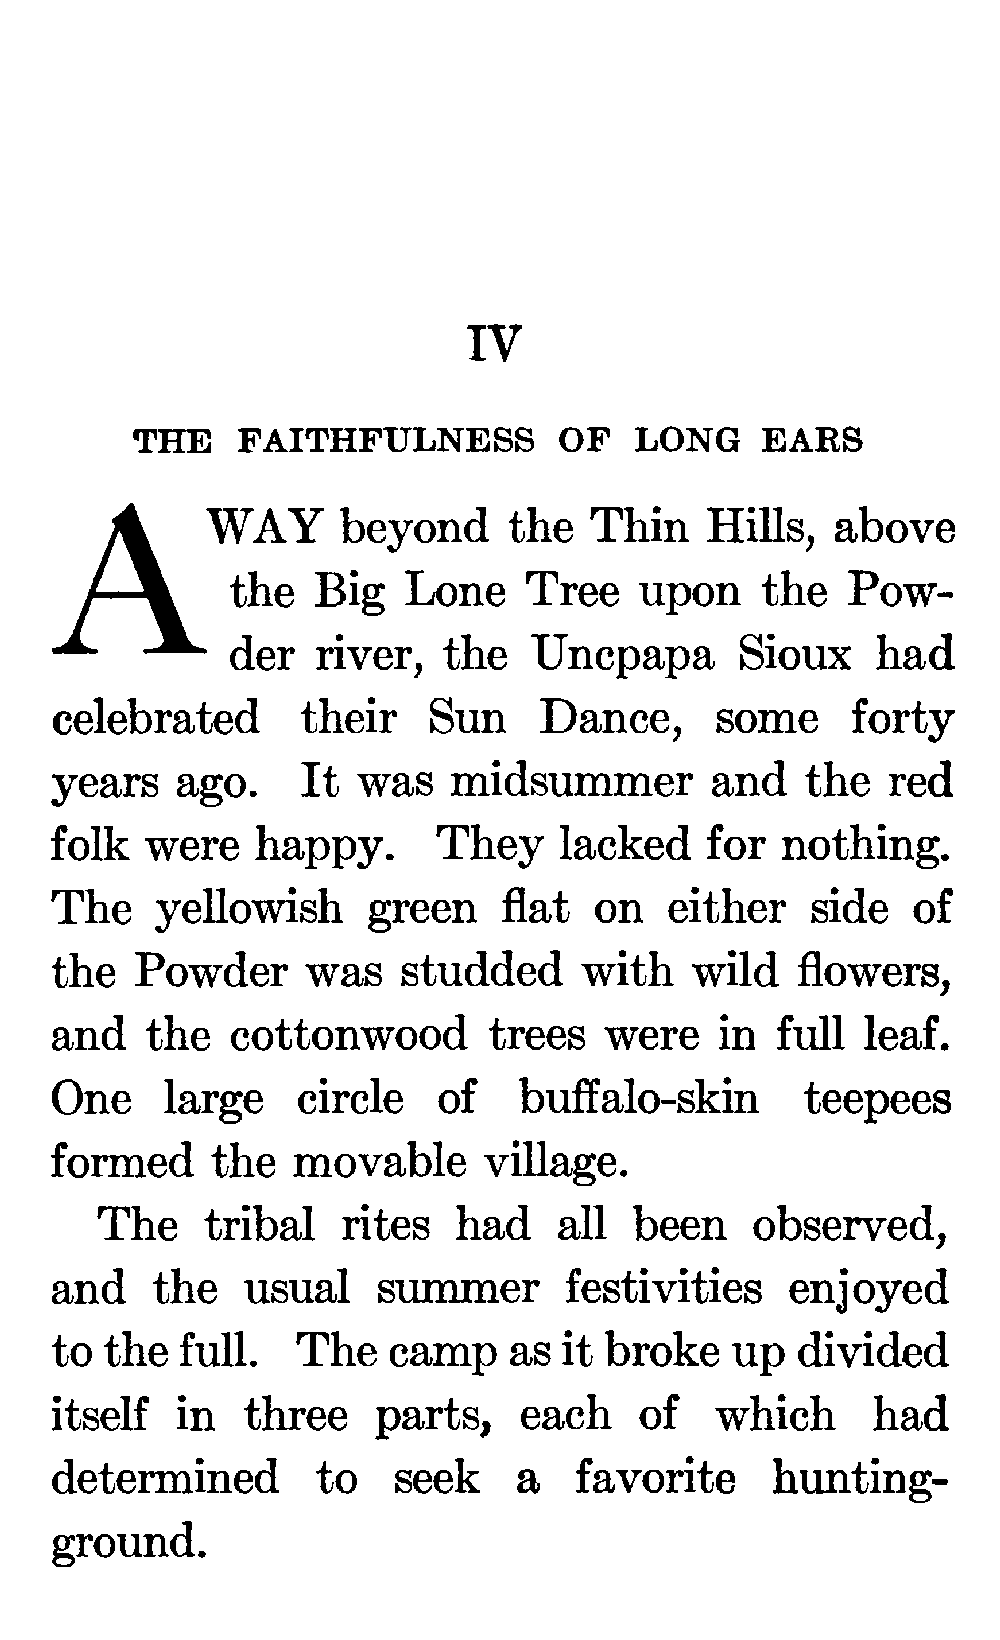 IV
THE FAITHFULNESS OF LONG EARS
AWAY beyond the Thin Hills, above
the Big Lone Tree upon the Pow-
der river, the Uncpapa Sioux had
celebrated their Sun Dance, some forty
years ago. It was midsummer and the red
folk were happy. They lacked for nothing.
The yellowish green flat on either side of
the Powder was studded with wild flowers,
and the cottonwood trees were in full leaf.
One large circle of buffalo-skin teepees
formed the movable village.
The tribal rites had all been observed,
and the usual summer festivities enjoyed
to the full. The camp as it broke up divided
itself in three parts, each of which had
determined to seek a favorite hunting-
ground.